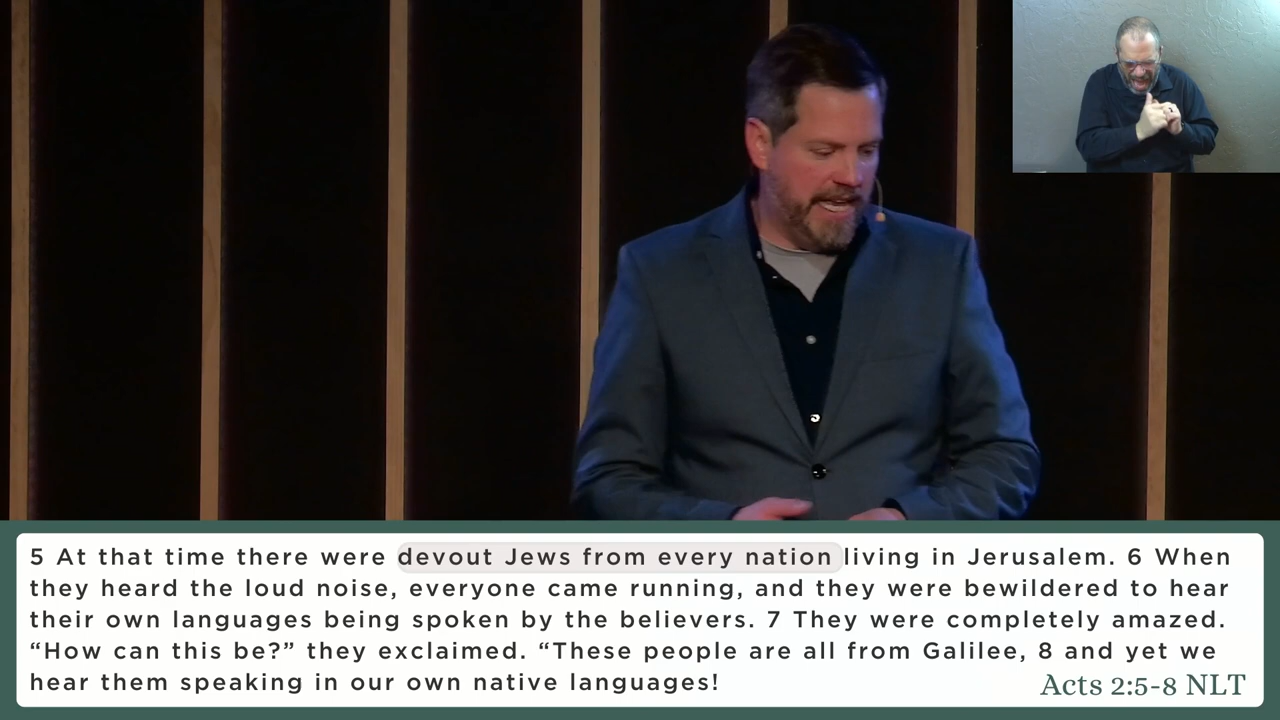 5 At that time there were devout Jews from every nation living in Jerusalem. 6 When
they heard the loud noise, everyone came running, and they were bewildered to hear
their own languages being spoken by the believers. 7 They were completely amazed.
“How can this be?” they exclaimed. “These people are all from Galilee, 8 and yet we
hear them speaking in our own native languages!
Acts 2:5-8 NLT